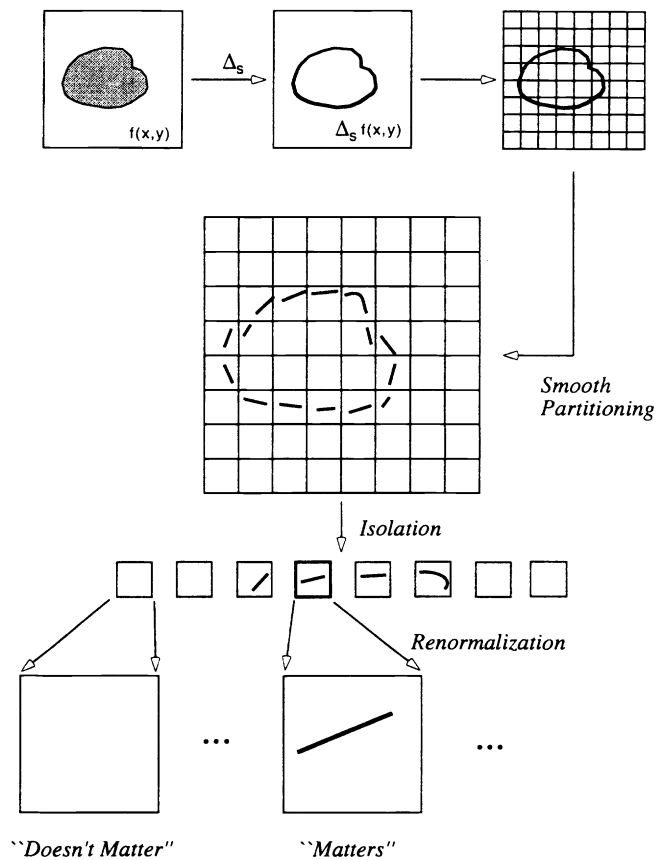 Δs
f(x,y)
Δs f(x,y)
Smooth
Partitioning
Isolation
Renormalization
...
...
``Doesn't Matter"
``Matters"